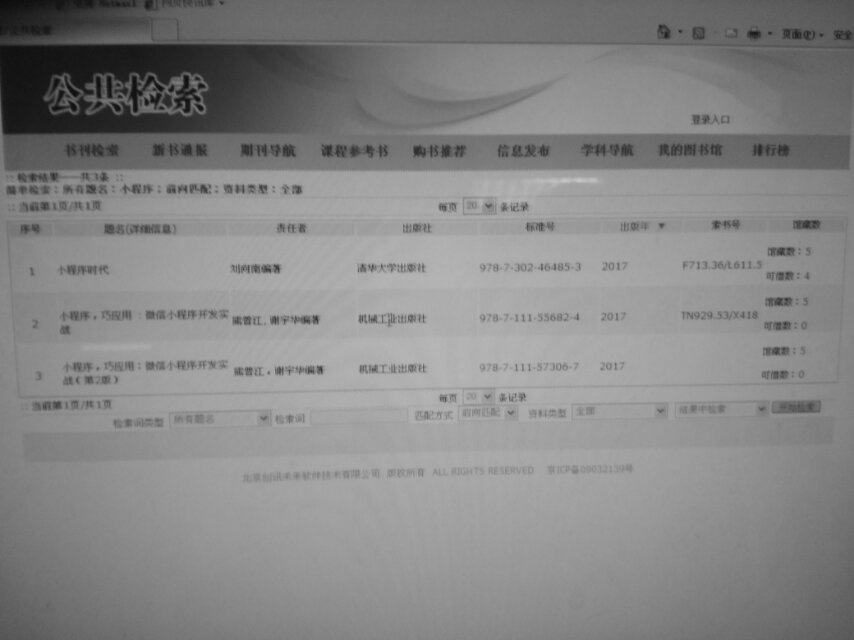 公共检索
页面(P)
安全
公共检索
登录入口
书刊检索 新书通报 期刊导航 课程参考书 购书推荐 信息发布 学科导航 我的图书馆 排行榜
:: 检索结果——共3条 ::
简单检索：所有题名：小程序；前向匹配；资料类型：全部
:: 当前第1页/共1页 每页 20 条记录
序号 题名(详细信息) 责任者 出版社 标准号 出版年 ▼ 索书号 馆藏数
1 小程序时代 刘向南编著 清华大学出版社 978-7-302-46485-3 2017 F713.36/L611.5 馆藏数：5
可借数：4
2 小程序，巧应用：微信小程序开发实战 熊普江,谢宇华编著 机械工业出版社 978-7-111-55682-4 2017 TN929.53/X418 馆藏数：5
可借数：0
3 小程序，巧应用：微信小程序开发实战（第2版） 熊普江，谢宇华编著 机械工业出版社 978-7-111-57306-7 2017 馆藏数：5
可借数：0
:: 当前第1页/共1页 每页 20 条记录
检索词类型 所有题名 检索词 匹配方式 前向匹配 资料类型 全部 结果中检索 开始检索
北京创讯未来软件技术有限公司 版权所有 ALL RIGHTS RESERVED 京ICP备09032139号